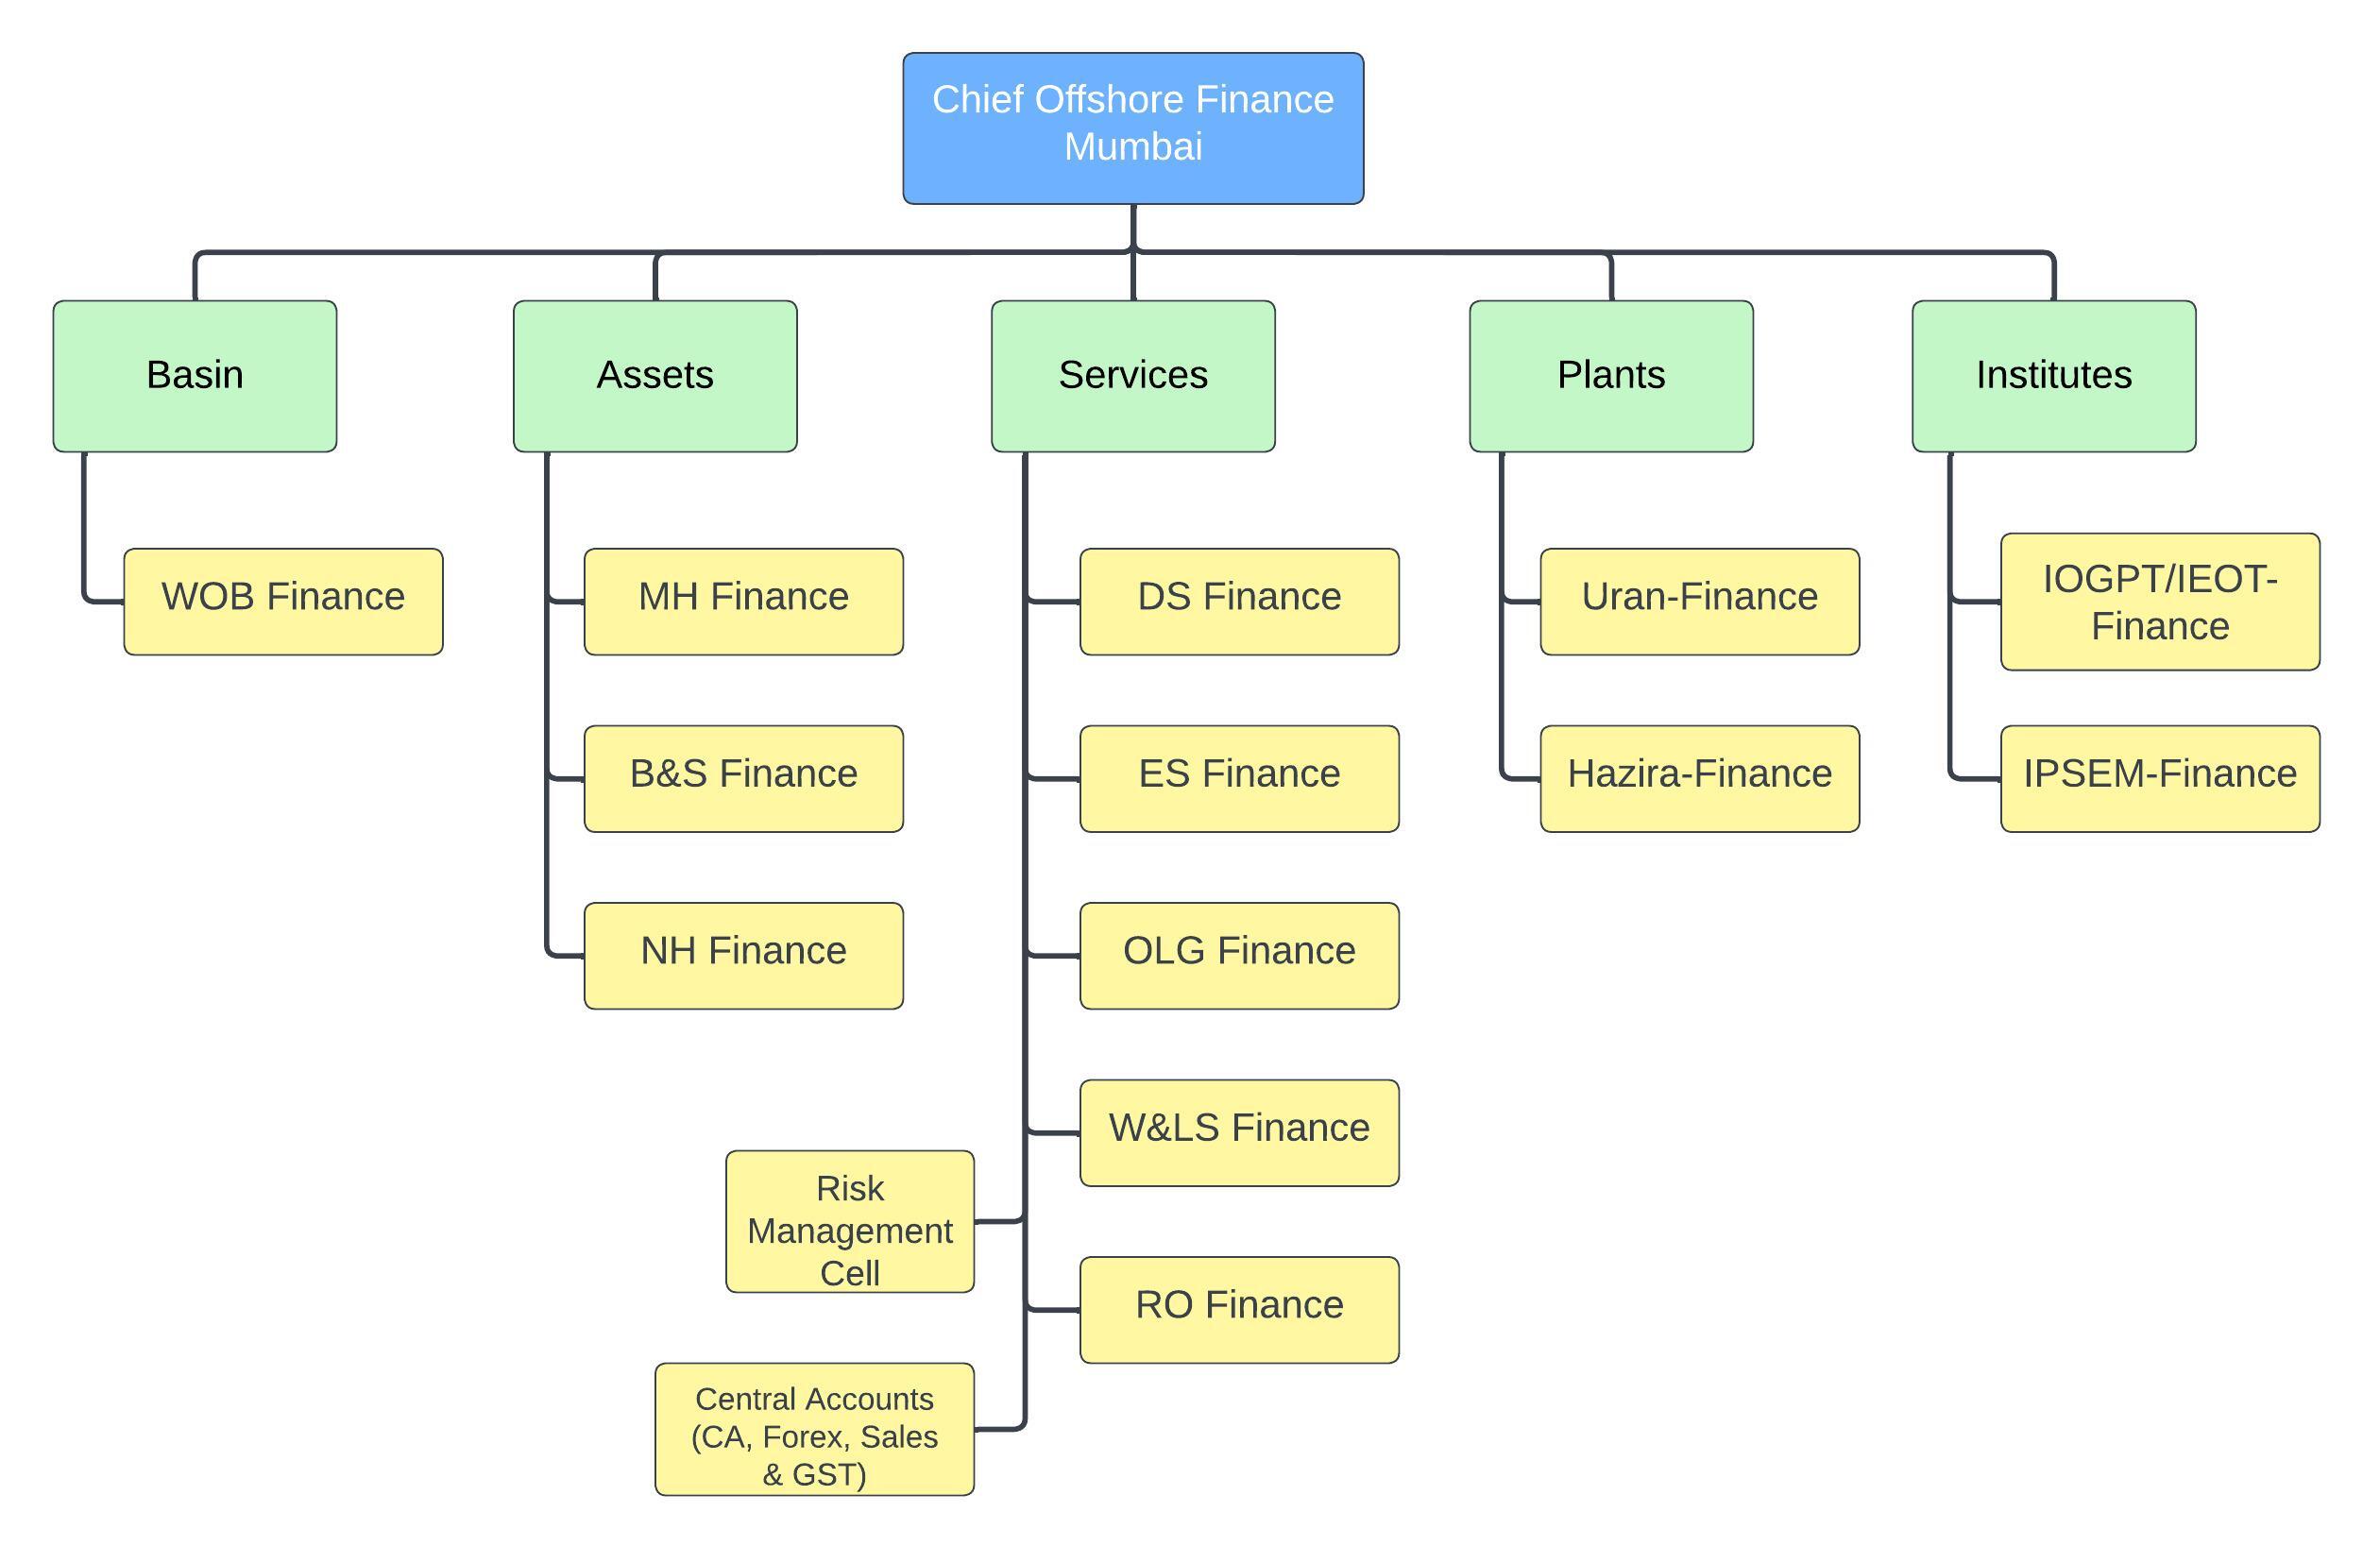 Chief Offshore Finance
Mumbai
Basin
Assets
Services
Plants
Institutes
WOB Finance
MH Finance
B&S Finance
NH Finance
DS Finance
ES Finance
OLG Finance
W&LS Finance
RO Finance
Risk
Management
Cell
Central Accounts
(CA, Forex, Sales
& GST)
Uran-Finance
Hazira-Finance
IOGPT/IEOT-
Finance
IPSEM-Finance